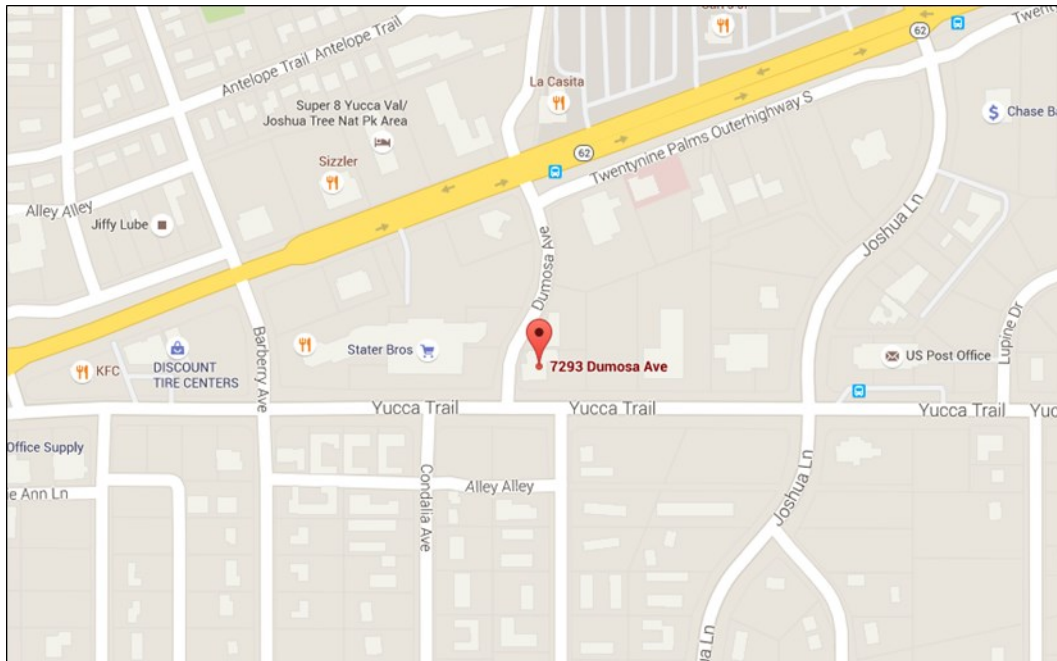 62
Twen
Antelope Trail Antelope Trail
La Casita
Super 8 Yucca Val/
Joshua Tree Nat Pk Area
62
Twentynine Palms Outerhighway S
Chase Ba
Sizzler
Alley Alley
Jiffy Lube
Joshua Ln
Dumosa Ave
Barberry Ave
Lupine Dr
Stater Bros
US Post Office
DISCOUNT
TIRE CENTERS
KFC
7293 Dumosa Ave
Yucca Trail
Yucca Trail
Yucca Trail
Yuc
Office Supply
Condalia Ave
Joshua Ln
Alley Alley
e Ann Ln
a Ln